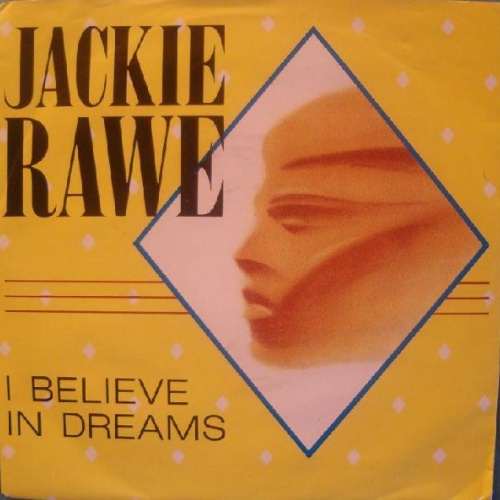 JACKIE
RAWE
I BELIEVE
IN DREAMS